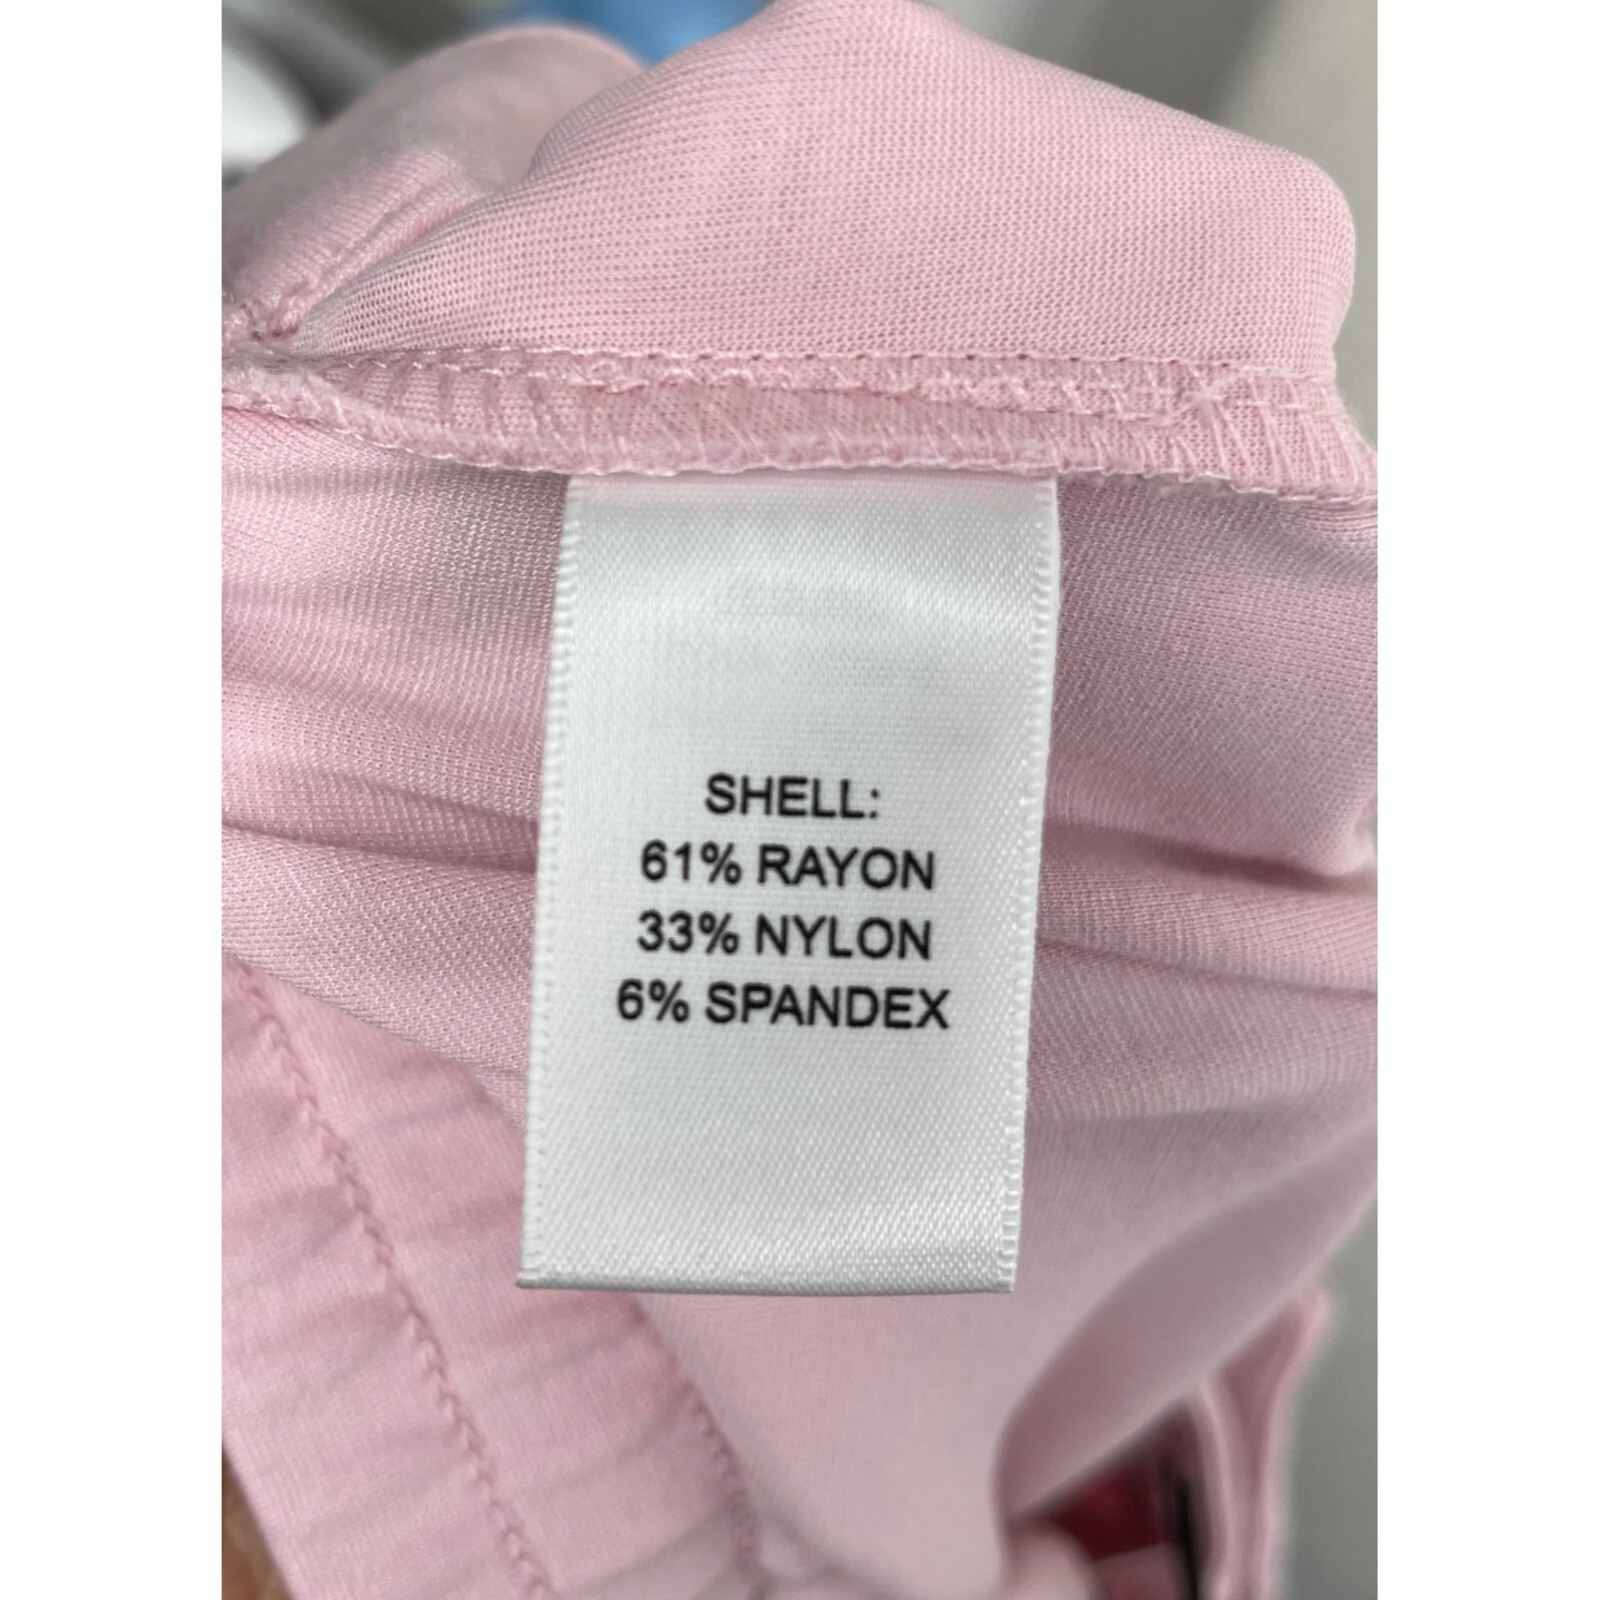 SHELL:
61% RAYON
33% NYLON
6% SPANDEX